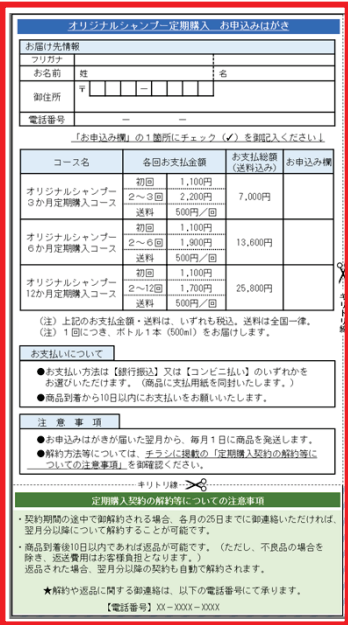 オリジナルシャンプー定期購入 お申込みはがき
お届け先情報
フリガナ
お名前 姓 名
御住所 〒 －
電話番号 － －
「お申込み欄」の1箇所にチェック(✓)を御記入ください↓
コース名 各回お支払金額 お支払総額(送料込み) お申込み欄
オリジナルシャンプー3か月定期購入コース 初回 1,100円 7,000円
2～3回 2,200円
送料 500円／回
オリジナルシャンプー6か月定期購入コース 初回 1,100円 13,600円
2～6回 1,900円
送料 500円／回
オリジナルシャンプー12か月定期購入コース 初回 1,100円 25,800円
2～12回 1,700円
送料 500円／回
(注) 上記のお支払金額・送料は、いずれも税込。送料は全国一律。
(注) 1回につき、ボトル1本(500ml)をお届けします。
キリトリ線
お支払いについて
●お支払い方法は【銀行振込】又は【コンビニ払い】のいずれかを
お選びいただけます。(商品に支払用紙を同封いたします。)
●商品到着から10日以内にお支払いをお願いいたします。
注意事項
●お申込みはがきが届いた翌月から、毎月1日に商品を発送します。
●解約方法等については、チラシに掲載の「定期購入契約の解約等に
ついての注意事項」を御確認ください。
キリトリ線
定期購入契約の解約等についての注意事項
・契約期間の途中で御解約される場合、各月の25日までに御連絡いただければ、
翌月分以降について解約することが可能です。
・商品到着後10日以内であれば返品が可能です。(ただし、不良品の場合を
除き、返送費用はお客様負担となります。)
返品された場合、翌月分以降の契約も自動で解約されます。
★解約や返品に関する御連絡は、以下の電話番号にて承ります。
【電話番号】XX－XXXX－XXXX